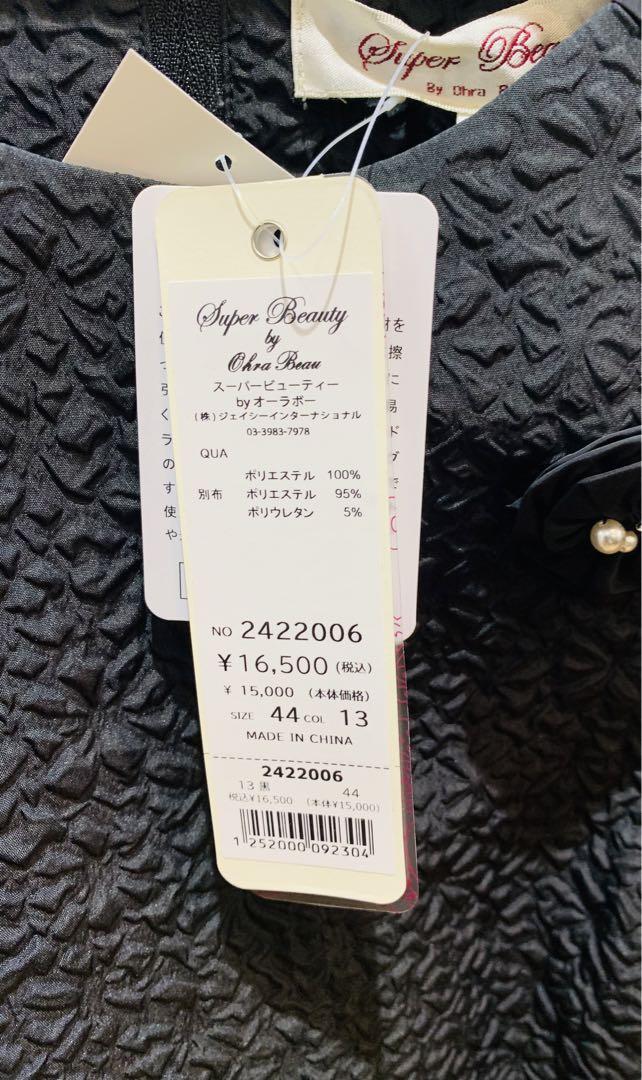 Super Bea
By Ohra B
Super Beauty
by
Ohra Beau
スーパービューティー
by オーラボー
(株)ジェイシーインターナショナル
03-3983-7978
QUA
ポリエステル 100%
別布 ポリエステル 95%
ポリウレタン 5%
NO 2422006
¥16,500 (税込)
¥ 15,000 (本体価格)
SIZE 44 COL 13
MADE IN CHINA
2422006
13 黒 44
税込¥16,500 (本体¥15,000)
1 252000 092304